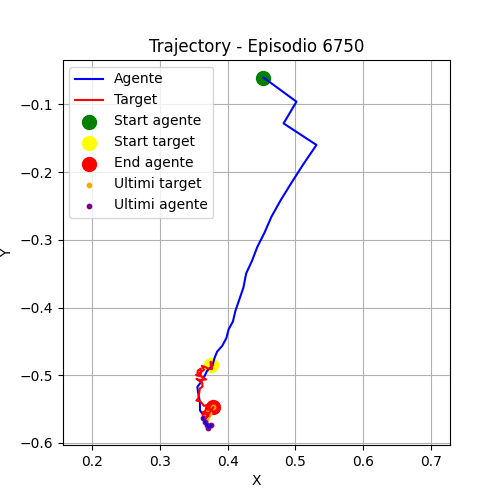 Trajectory - Episodio 6750
Agente
Target
Start agente
Start target
End agente
Ultimi target
Ultimi agente
Y
−0.1
−0.2
−0.3
−0.4
−0.5
−0.6
0.2 0.3 0.4 0.5 0.6 0.7
X